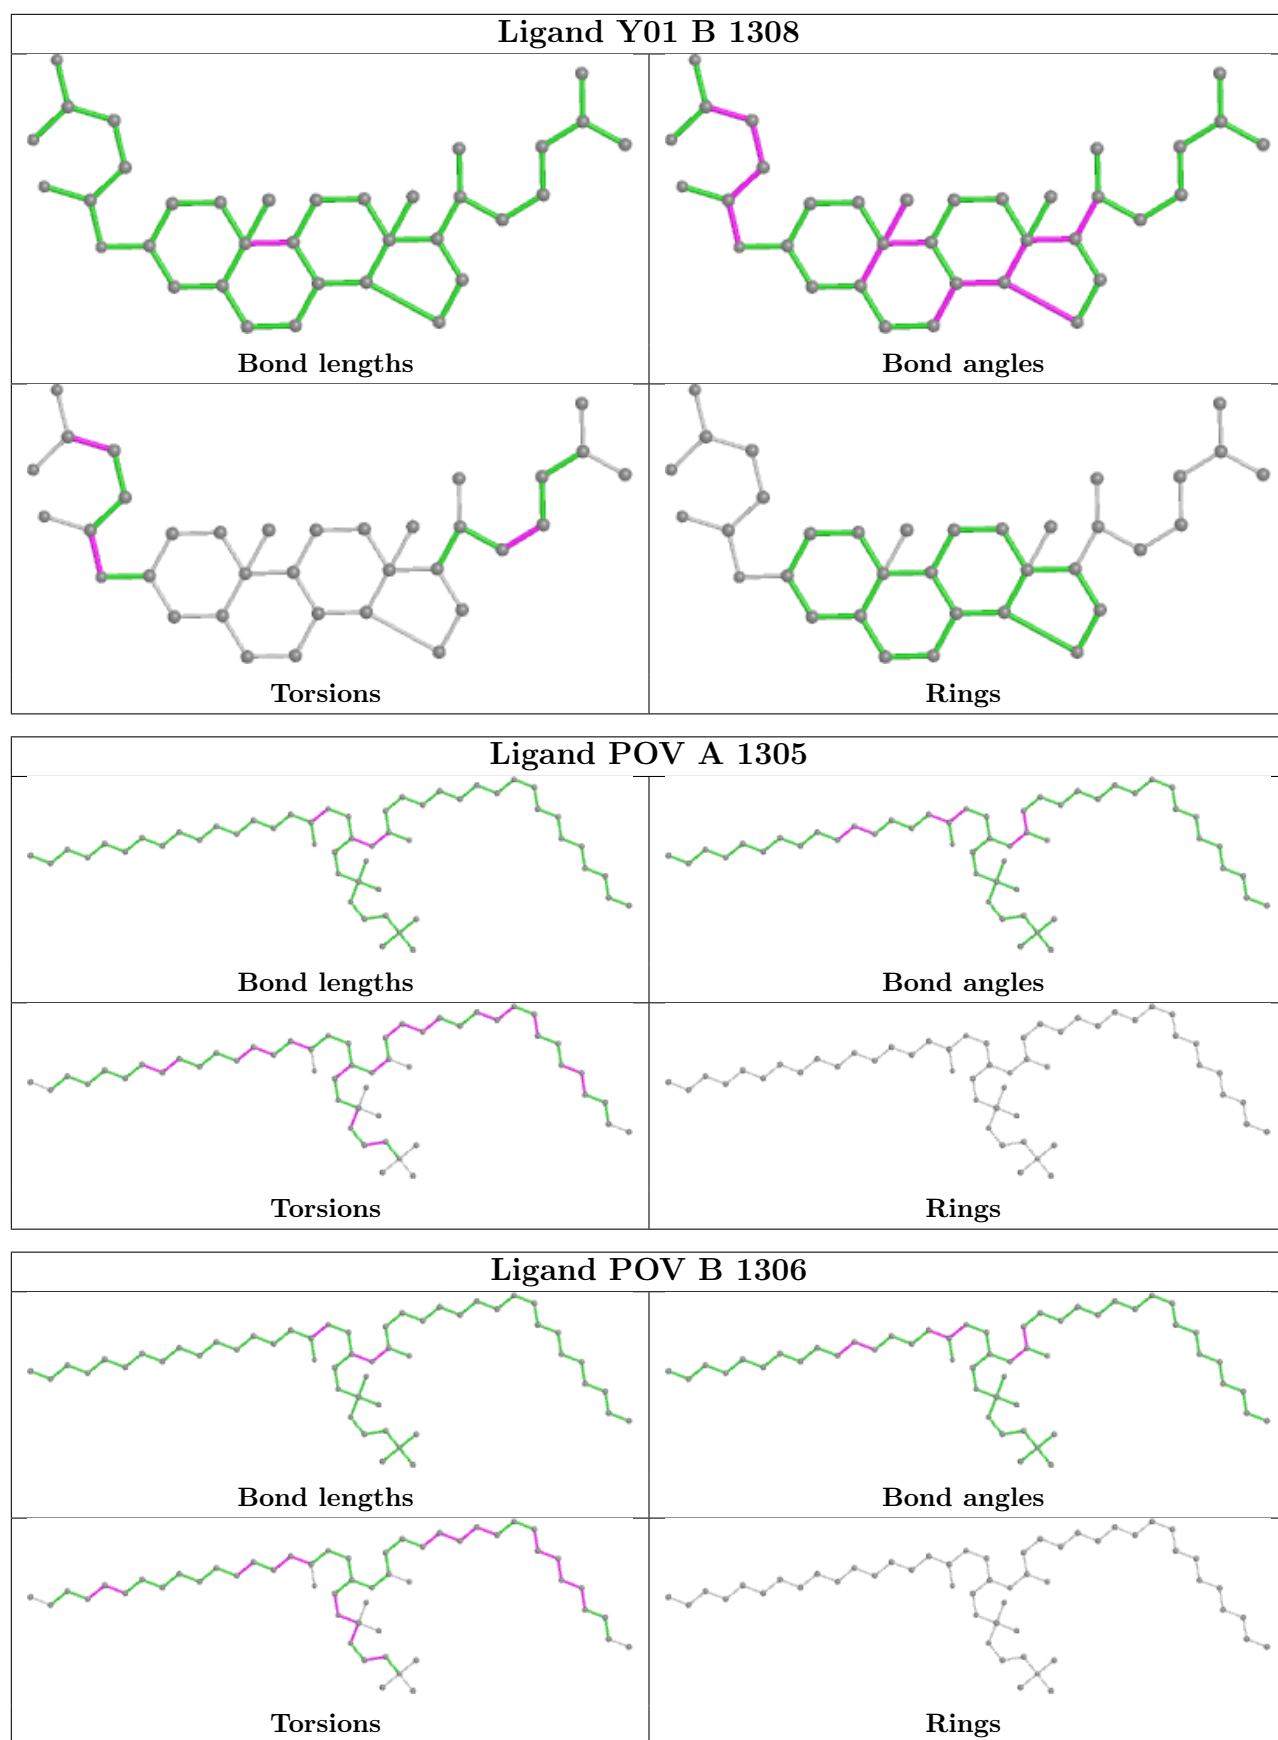 Ligand Y01 B 1308
Bond lengths
Bond angles
Torsions
Rings
Ligand POV A 1305
Bond lengths
Bond angles
Torsions
Rings
Ligand POV B 1306
Bond lengths
Bond angles
Torsions
Rings